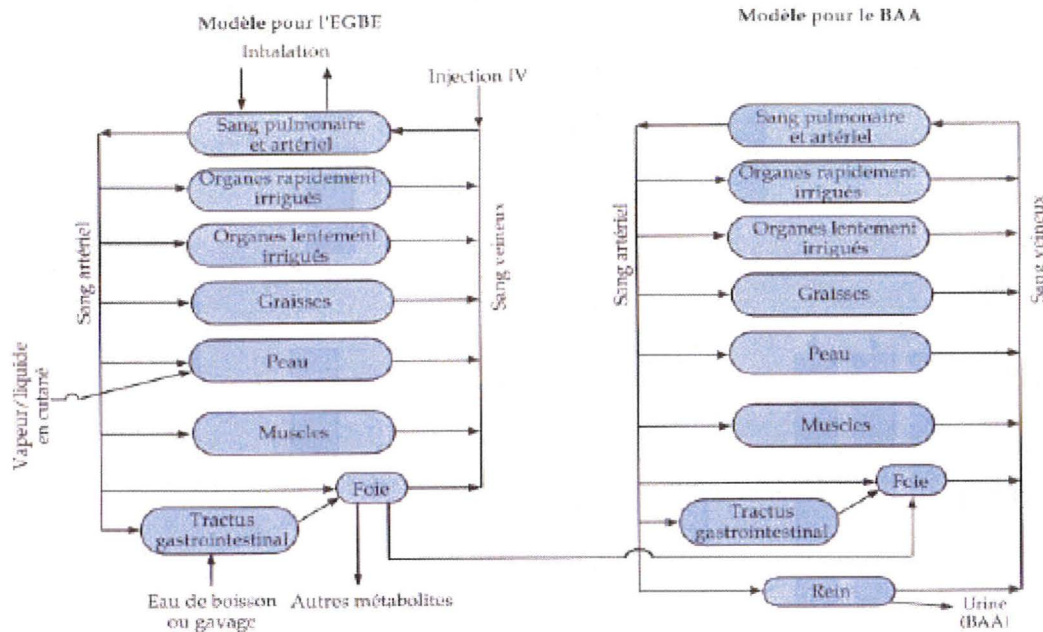 Modèle pour l'EGBE
Inhalation
Injection IV
Sang pulmonaire
et artériel
Organes rapidement
irrigués
Organes lentement
irrigués
Graisses
Peau
Muscles
Foie
Tractus
gastrointestinal
Eau de boisson
ou gavage
Autres métabolites
Sang artériel
Sang veineux
Vapeur/liquide
en cutané
Modèle pour le BAA
Sang pulmonaire
et artériel
Organes rapidement
irrigués
Organes lentement
irrigués
Graisses
Peau
Muscles
Foie
Tractus
gastrointestinal
Rein
Urine
(BAA)
Sang artériel
Sang veineux